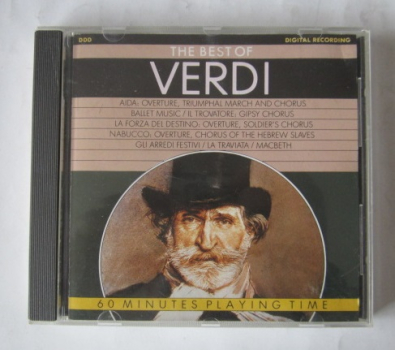 DDD
DIGITAL RECORDING
THE BEST OF
VERDI
AIDA: OVERTURE, TRIUMPHAL MARCH AND CHORUS,
BALLET MUSIC / IL TROVATORE: GIPSY CHORUS
LA FORZA DEL DESTINO: OVERTURE, SOLDIER'S CHORUS
NABUCCO: OVERTURE, CHORUS OF THE HEBREW SLAVES
GLI ARREDI FESTIVI / LA TRAVIATA / MACBETH
60 MINUTES PLAYING TIME